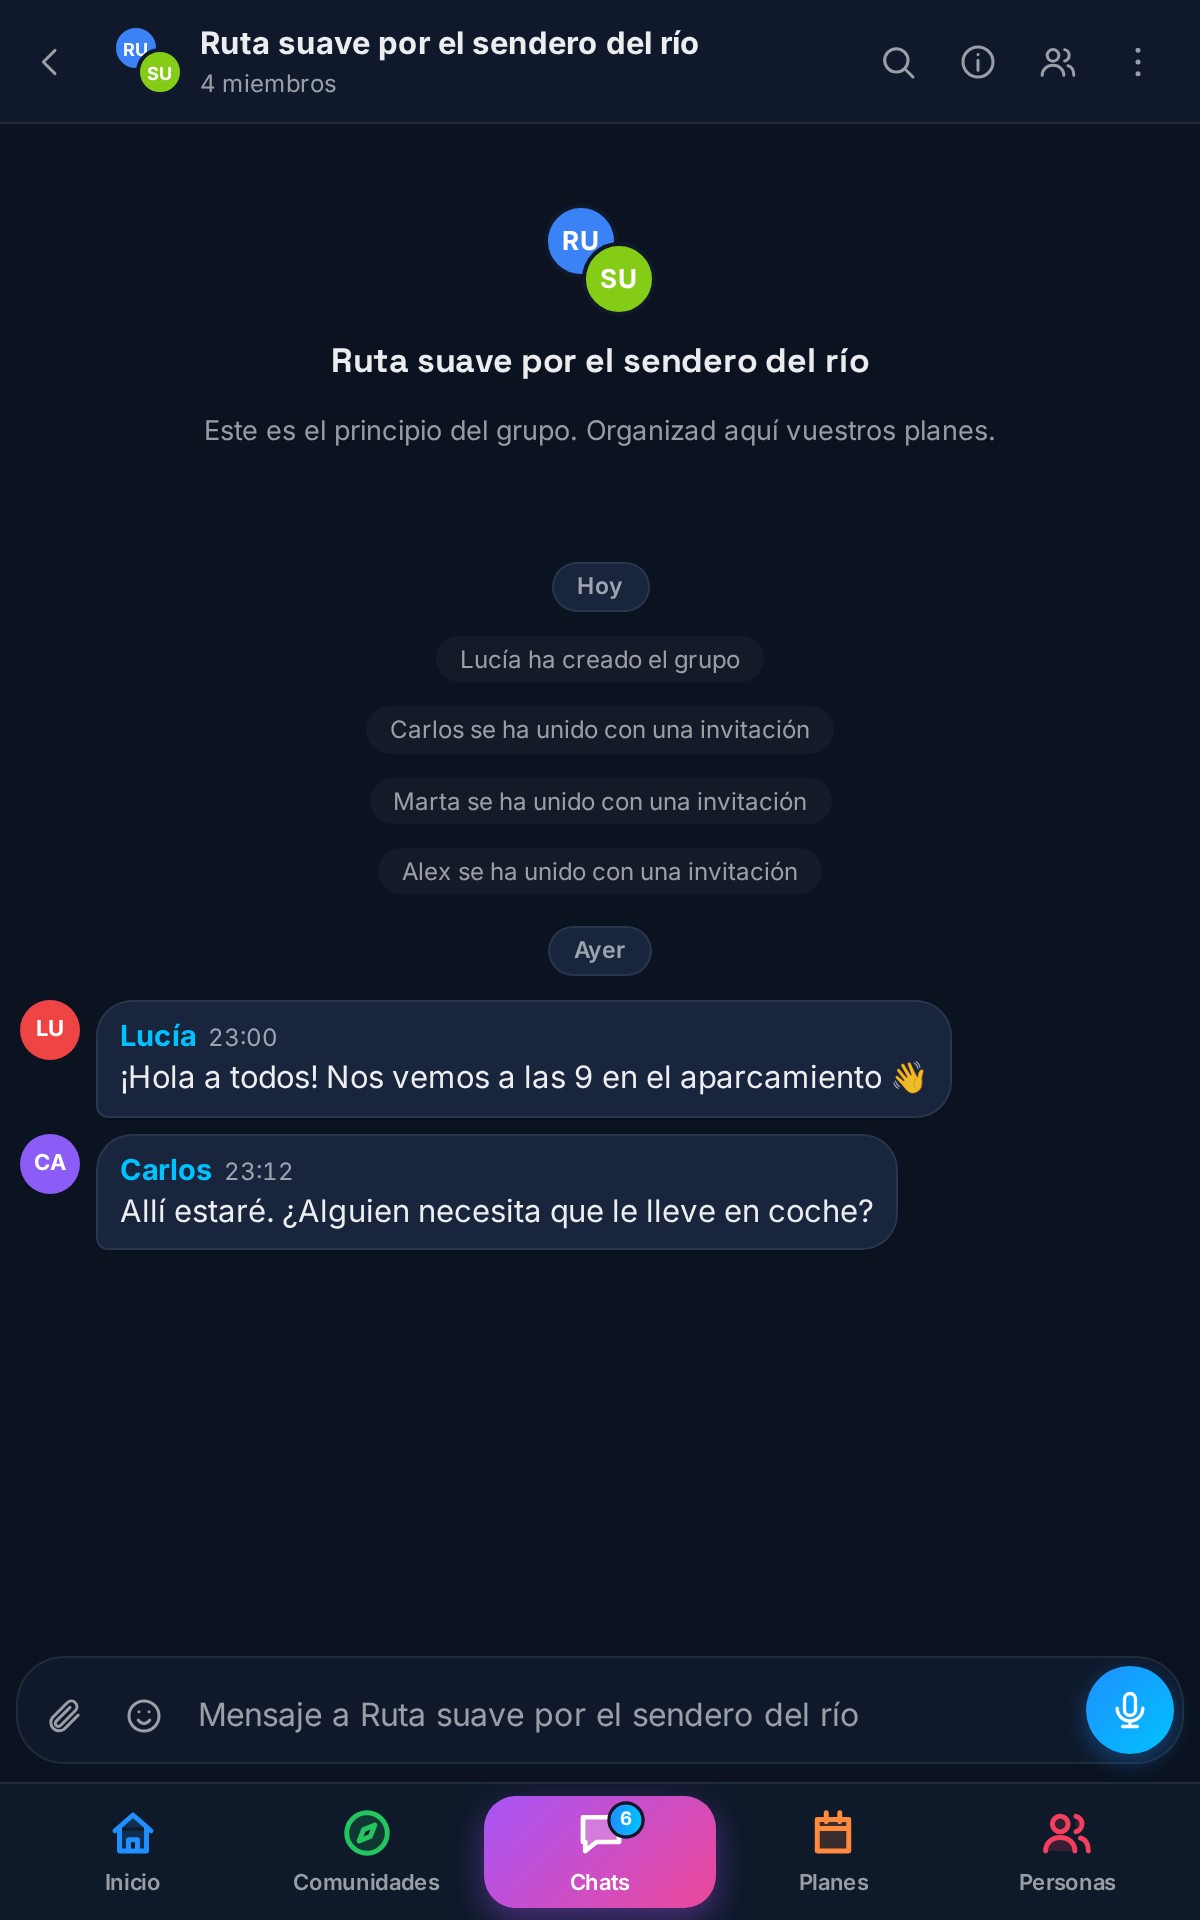 RU
SU
Ruta suave por el sendero del río
4 miembros
RU
SU
Ruta suave por el sendero del río
Este es el principio del grupo. Organizad aquí vuestros planes.
Hoy
Lucía ha creado el grupo
Carlos se ha unido con una invitación
Marta se ha unido con una invitación
Alex se ha unido con una invitación
Ayer
LU
Lucía 23:00
¡Hola a todos! Nos vemos a las 9 en el aparcamiento 👋
CA
Carlos 23:12
Allí estaré. ¿Alguien necesita que le lleve en coche?
Mensaje a Ruta suave por el sendero del río
6
Inicio
Comunidades
Chats
Planes
Personas